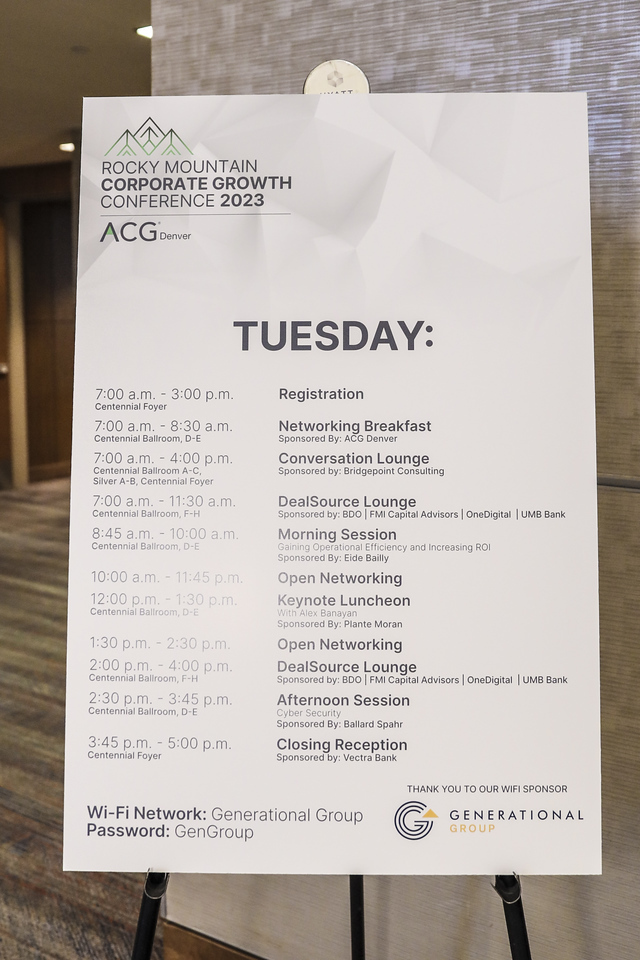 HYATT
ROCKY MOUNTAIN
CORPORATE GROWTH
CONFERENCE 2023
ACG® Denver
TUESDAY:
7:00 a.m. - 3:00 p.m. Registration
Centennial Foyer
7:00 a.m. - 8:30 a.m. Networking Breakfast
Centennial Ballroom, D-E Sponsored By: ACG Denver
7:00 a.m. - 4:00 p.m. Conversation Lounge
Centennial Ballroom A-C, Sponsored by: Bridgepoint Consulting
Silver A-B, Centennial Foyer
7:00 a.m. - 11:30 a.m. DealSource Lounge
Centennial Ballroom, F-H Sponsored by: BDO | FMI Capital Advisors | OneDigital | UMB Bank
8:45 a.m. - 10:00 a.m. Morning Session
Centennial Ballroom, D-E Gaining Operational Efficiency and Increasing ROI
Sponsored By: Eide Bailly
10:00 a.m. - 11:45 p.m. Open Networking
12:00 p.m. - 1:30 p.m. Keynote Luncheon
Centennial Ballroom, D-E With Alex Banayan
Sponsored By: Plante Moran
1:30 p.m. - 2:30 p.m. Open Networking
2:00 p.m. - 4:00 p.m. DealSource Lounge
Centennial Ballroom, F-H Sponsored by: BDO | FMI Capital Advisors | OneDigital | UMB Bank
2:30 p.m. - 3:45 p.m. Afternoon Session
Centennial Ballroom, D-E Cyber Security
Sponsored By: Ballard Spahr
3:45 p.m. - 5:00 p.m. Closing Reception
Centennial Foyer Sponsored by: Vectra Bank
THANK YOU TO OUR WIFI SPONSOR
Wi-Fi Network: Generational Group
Password: GenGroup
GENERATIONAL
GROUP